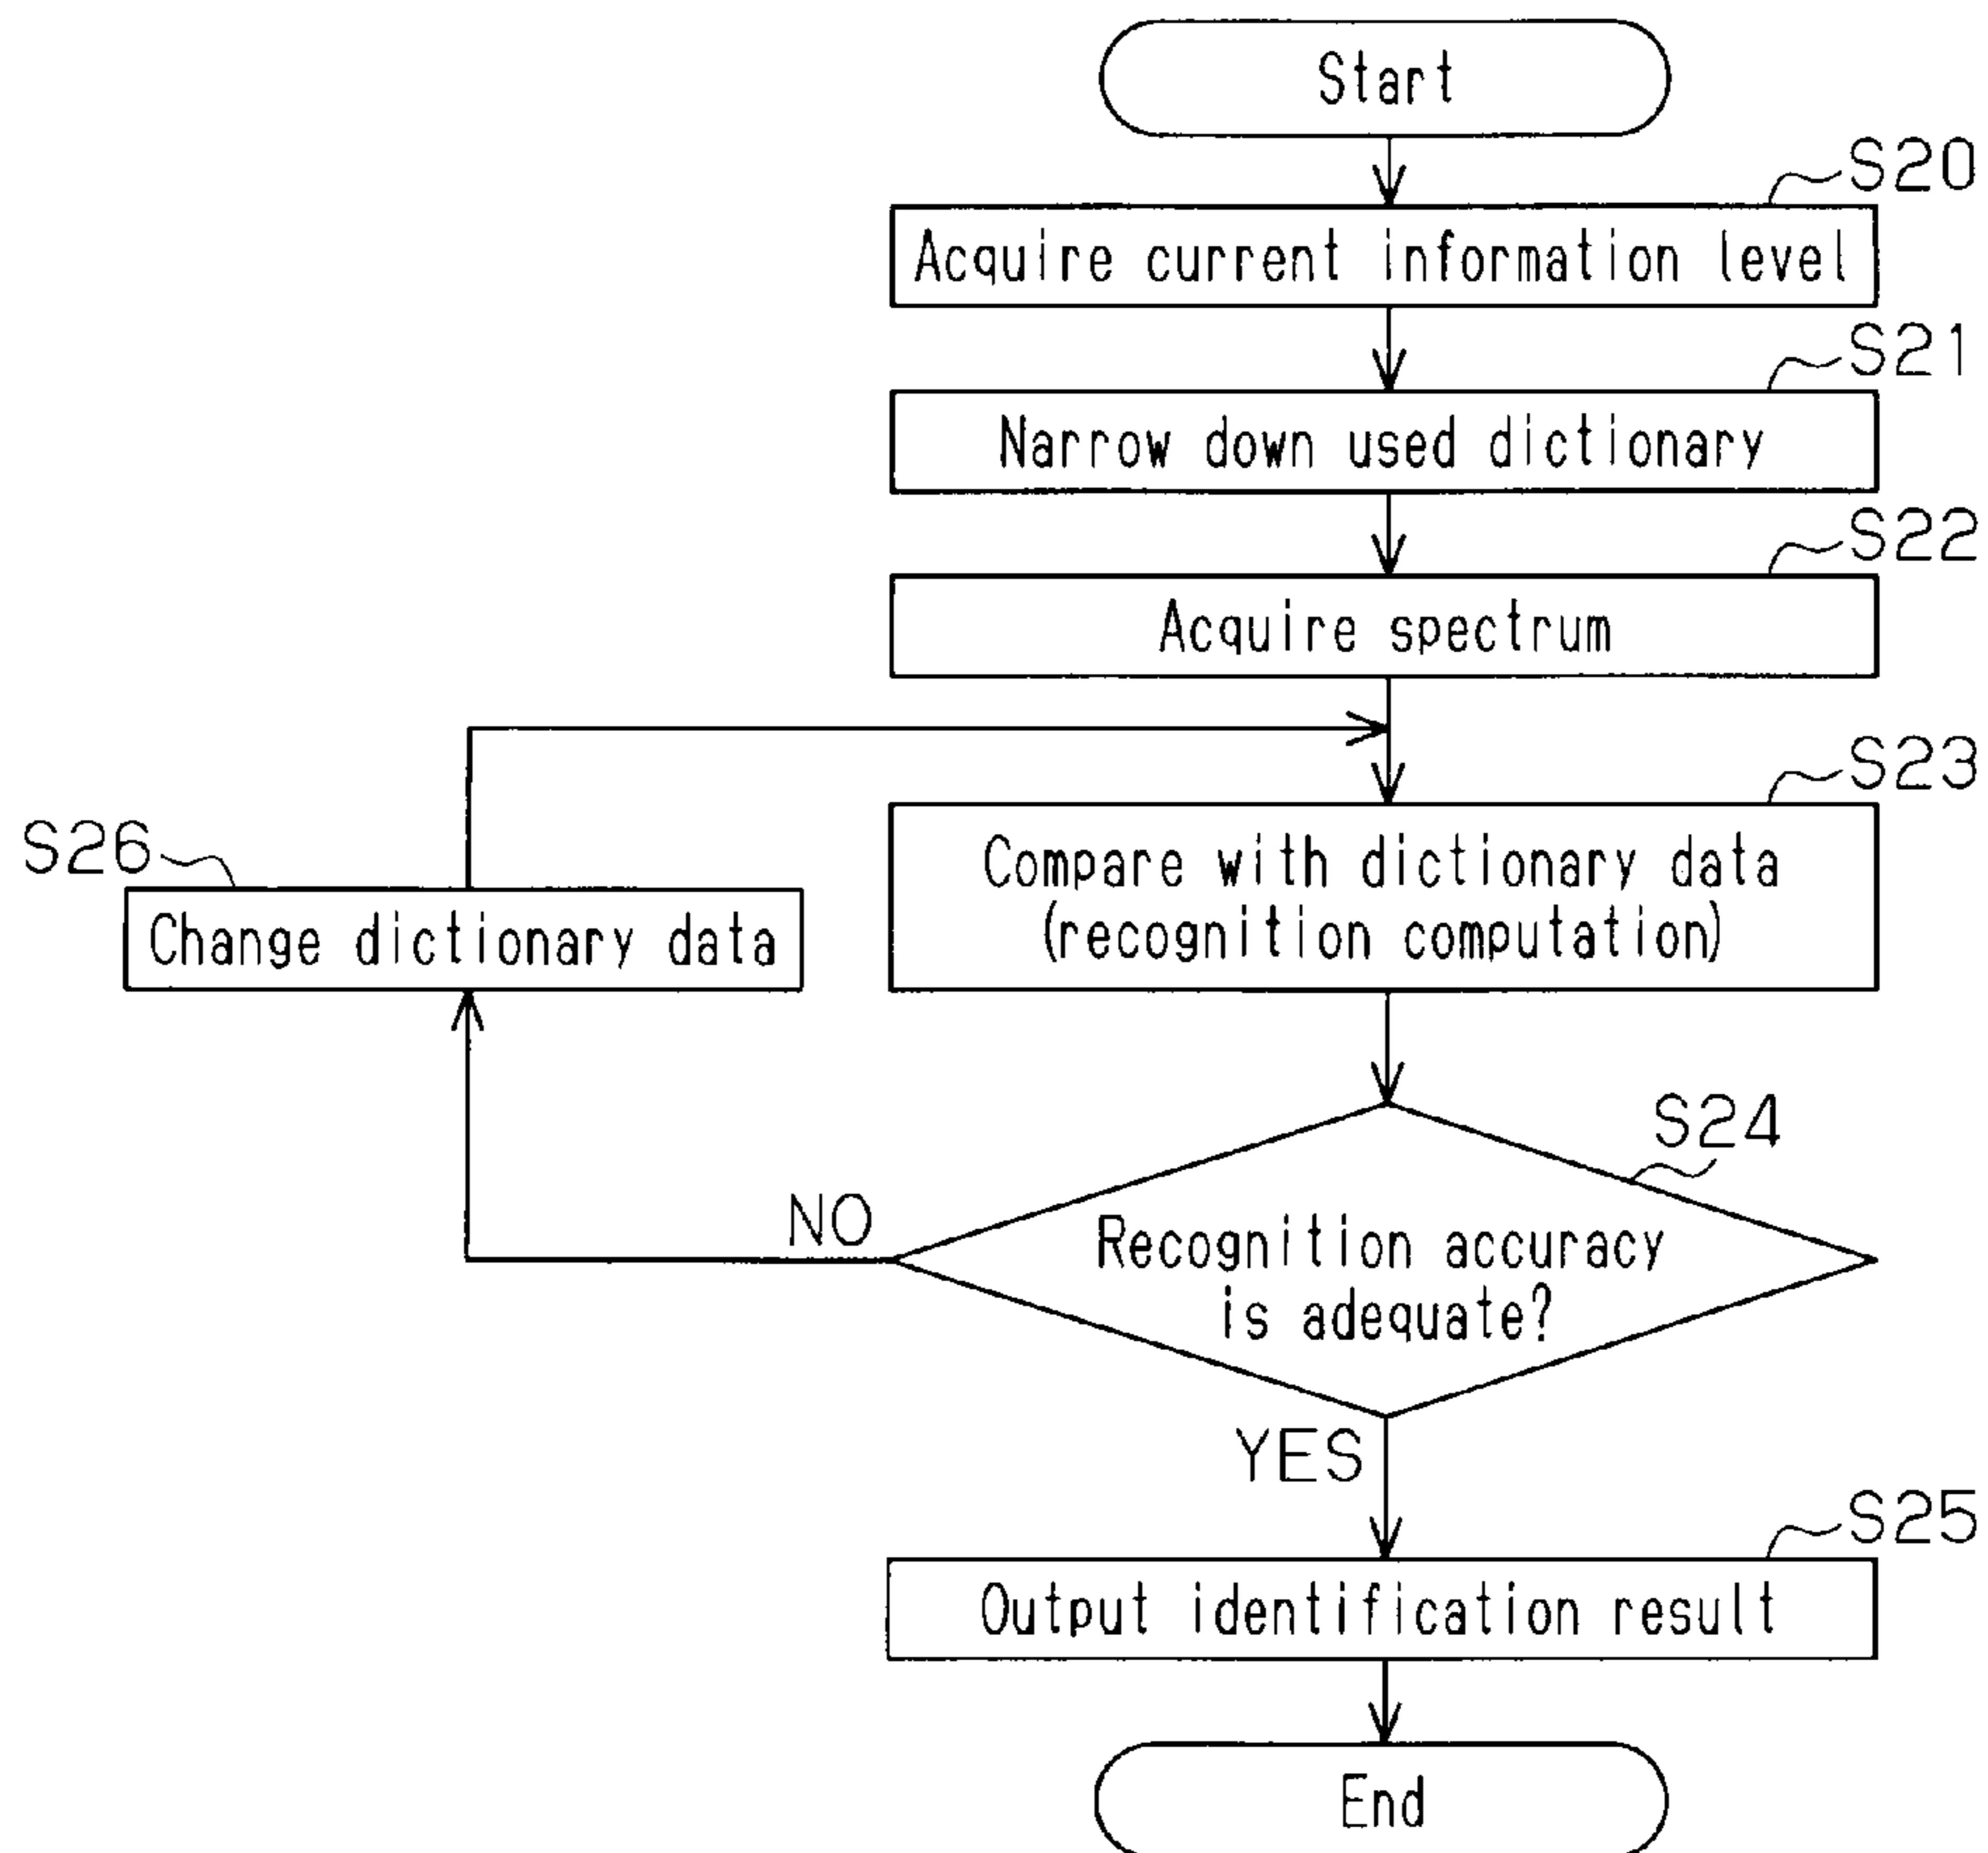 Start
S20
Acquire current information level
S21
Narrow down used dictionary
S22
Acquire spectrum
S23
Compare with dictionary data
(recognition computation)
S26
Change dictionary data
S24
NO
Recognition accuracy
is adequate?
YES
S25
Output identification result
End